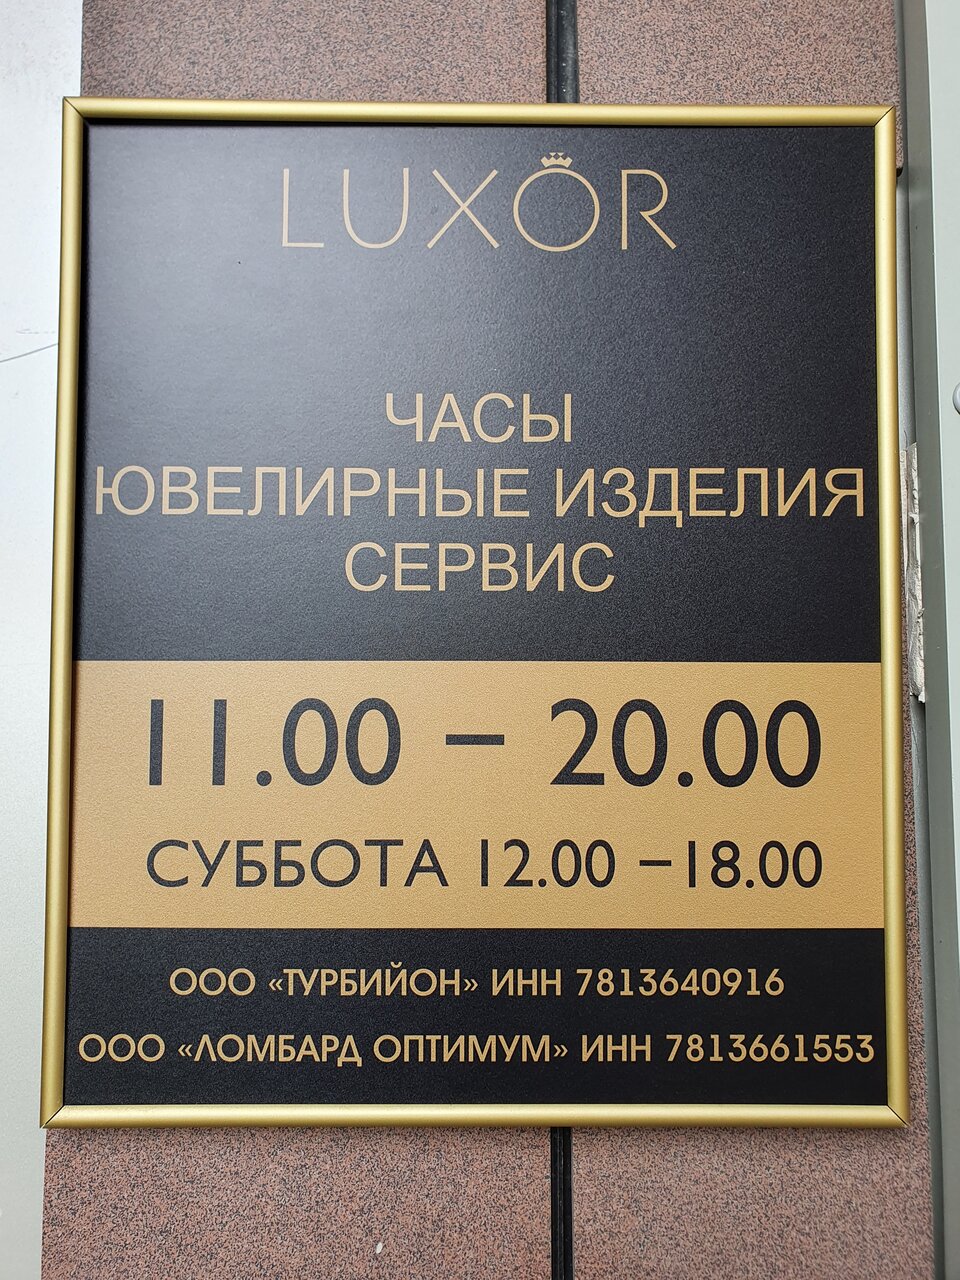 LUXOR
ЧАСЫ
ЮВЕЛИРНЫЕ ИЗДЕЛИЯ
СЕРВИС
11.00 – 20.00
СУББОТА 12.00 –18.00
ООО «ТУРБИЙОН» ИНН 7813640916
ООО «ЛОМБАРД ОПТИМУМ» ИНН 7813661553